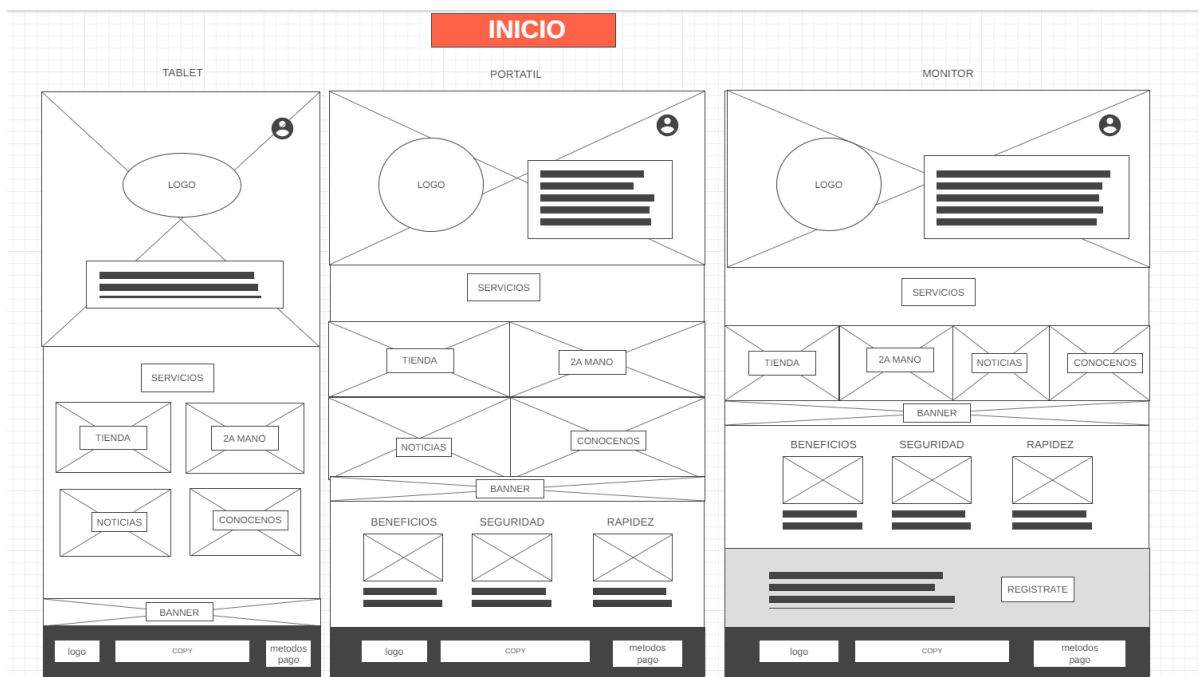 INICIO
TABLET
LOGO
SERVICIOS
TIENDA
2A MANO
NOTICIAS
CONOCENOS
BANNER
logo
COPY
metodos
pago
PORTATIL
LOGO
SERVICIOS
TIENDA
2A MANO
NOTICIAS
CONOCENOS
BANNER
BENEFICIOS
SEGURIDAD
RAPIDEZ
logo
COPY
metodos
pago
MONITOR
LOGO
SERVICIOS
TIENDA
2A MANO
NOTICIAS
CONOCENOS
BANNER
BENEFICIOS
SEGURIDAD
RAPIDEZ
REGISTRATE
logo
COPY
metodos
pago